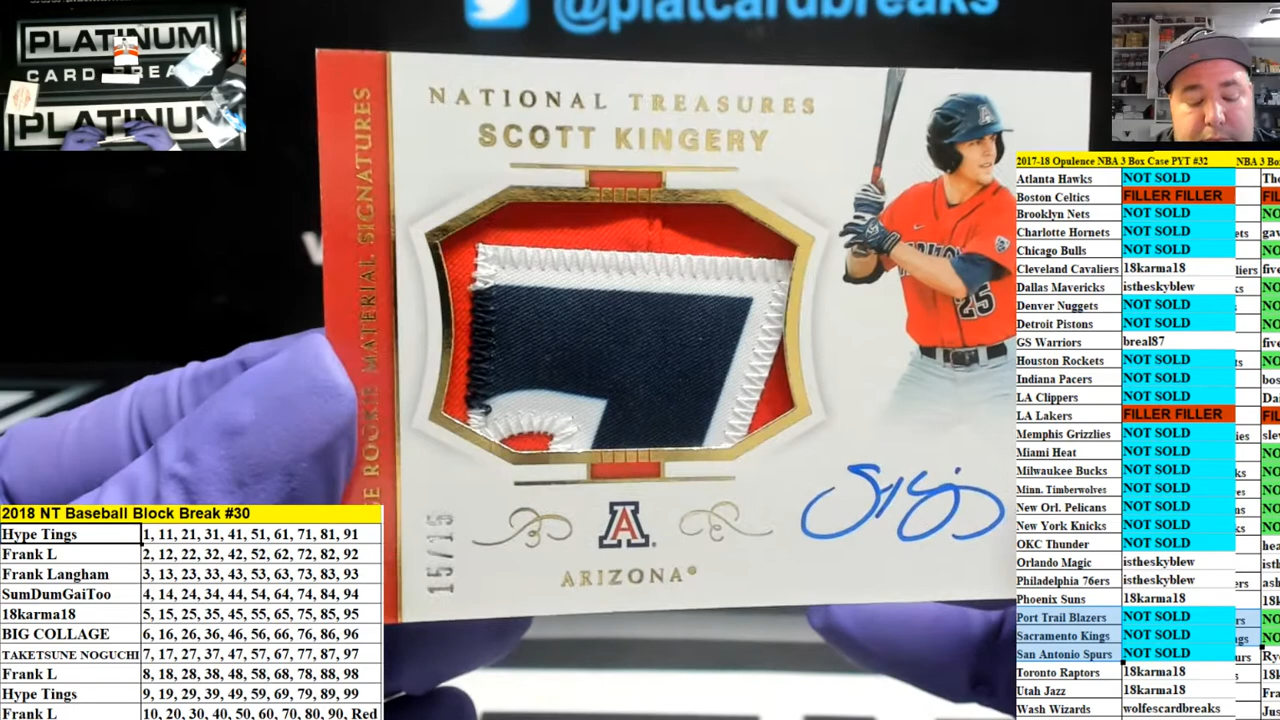 @platcardbreaks
PLATINUM
CARD BREAKS
PLATINUM
NATIONAL TREASURES
SCOTT KINGERY
GE ROOKIE MATERIAL SIGNATURES
25
15/15
A
ARIZONA®
2018 NT Baseball Block Break #30
Hype Tings 1, 11, 21, 31, 41, 51, 61, 71, 81, 91
Frank L 2, 12, 22, 32, 42, 52, 62, 72, 82, 92
Frank Langham 3, 13, 23, 33, 43, 53, 63, 73, 83, 93
SumDumGaiToo 4, 14, 24, 34, 44, 54, 64, 74, 84, 94
18karma18 5, 15, 25, 35, 45, 55, 65, 75, 85, 95
BIG COLLAGE 6, 16, 26, 36, 46, 56, 66, 76, 86, 96
TAKETSUNE NOGUCHI 7, 17, 27, 37, 47, 57, 67, 77, 87, 97
Frank L 8, 18, 28, 38, 48, 58, 68, 78, 88, 98
Hype Tings 9, 19, 29, 39, 49, 59, 69, 79, 89, 99
Frank L 10, 20, 30, 40, 50, 60, 70, 80, 90, Red
2017-18 Opulence NBA 3 Box Case PYT #32 NBA 3 Bo
Atlanta Hawks NOT SOLD
Boston Celtics FILLER FILLER
Brooklyn Nets NOT SOLD
Charlotte Hornets NOT SOLD
Chicago Bulls NOT SOLD
Cleveland Cavaliers 18karma18
Dallas Mavericks istheskyblew
Denver Nuggets NOT SOLD
Detroit Pistons NOT SOLD
GS Warriors breal87
Houston Rockets NOT SOLD
Indiana Pacers NOT SOLD
LA Clippers NOT SOLD
LA Lakers FILLER FILLER
Memphis Grizzlies NOT SOLD
Miami Heat NOT SOLD
Milwaukee Bucks NOT SOLD
Minn. Timberwolves NOT SOLD
New Orl. Pelicans NOT SOLD
New York Knicks NOT SOLD
OKC Thunder NOT SOLD
Orlando Magic istheskyblew
Philadelphia 76ers istheskyblew
Phoenix Suns 18karma18
Port Trail Blazers NOT SOLD
Sacramento Kings NOT SOLD
San Antonio Spurs NOT SOLD
Toronto Raptors 18karma18
Utah Jazz 18karma18
Wash Wizards wolfescardbreaks